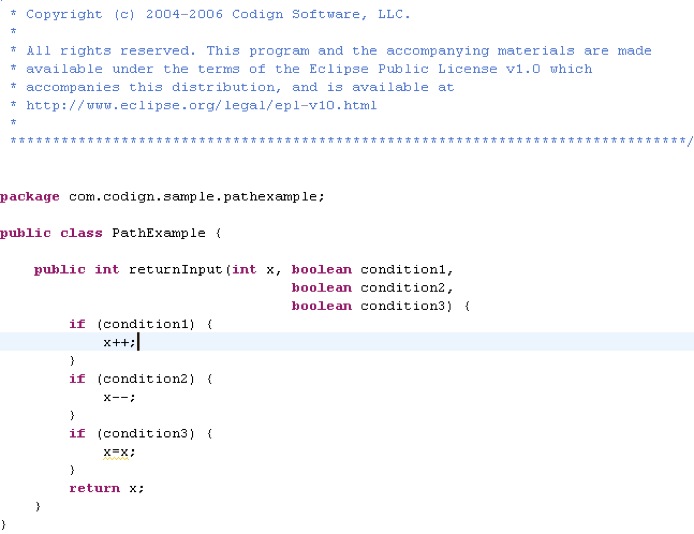 * Copyright (c) 2004-2006 Codign Software, LLC.
*
* All rights reserved. This program and the accompanying materials are made
* available under the terms of the Eclipse Public License v1.0 which
* accompanies this distribution, and is available at
* http://www.eclipse.org/legal/epl-v10.html
*
*******************************************************************************/
package com.codign.sample.pathexample;
public class PathExample {
public int returnInput(int x, boolean condition1,
boolean condition2,
boolean condition3) {
if (condition1) {
x++;
}
if (condition2) {
x--;
}
if (condition3) {
x=x;
}
return x;
}
}